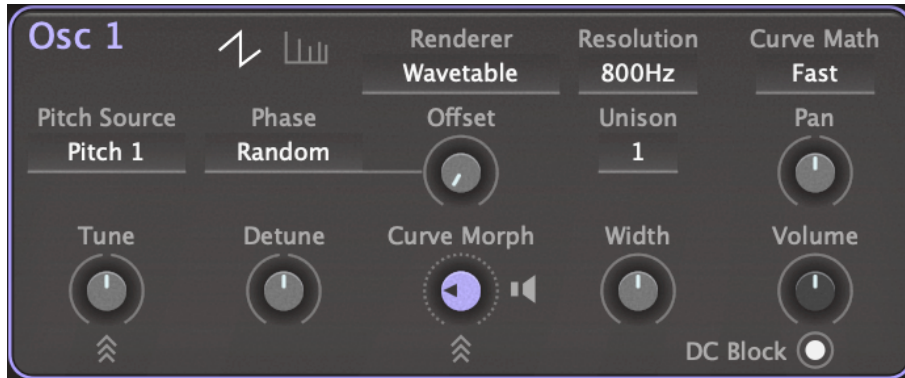 Osc 1
Renderer Resolution Curve Math
Wavetable 800Hz Fast
Pitch Source Phase Offset Unison Pan
Pitch 1 Random 1
Tune Detune Curve Morph Width Volume
DC Block